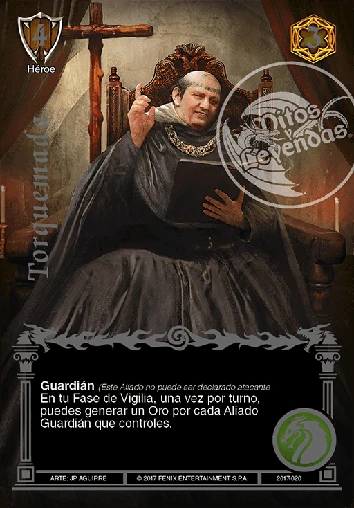 4
3
Héroe
Mitos
y
Leyendas
Torquemada
Guardián (Este Aliado no puede ser declarado atacante
En tu Fase de Vigilia, una vez por turno,
puedes generar un Oro por cada Aliado
Guardián que controles.
ARTE: JP AGUIRRE © 2017 FENIX ENTERTAINMENT S.P.A. 2017-020